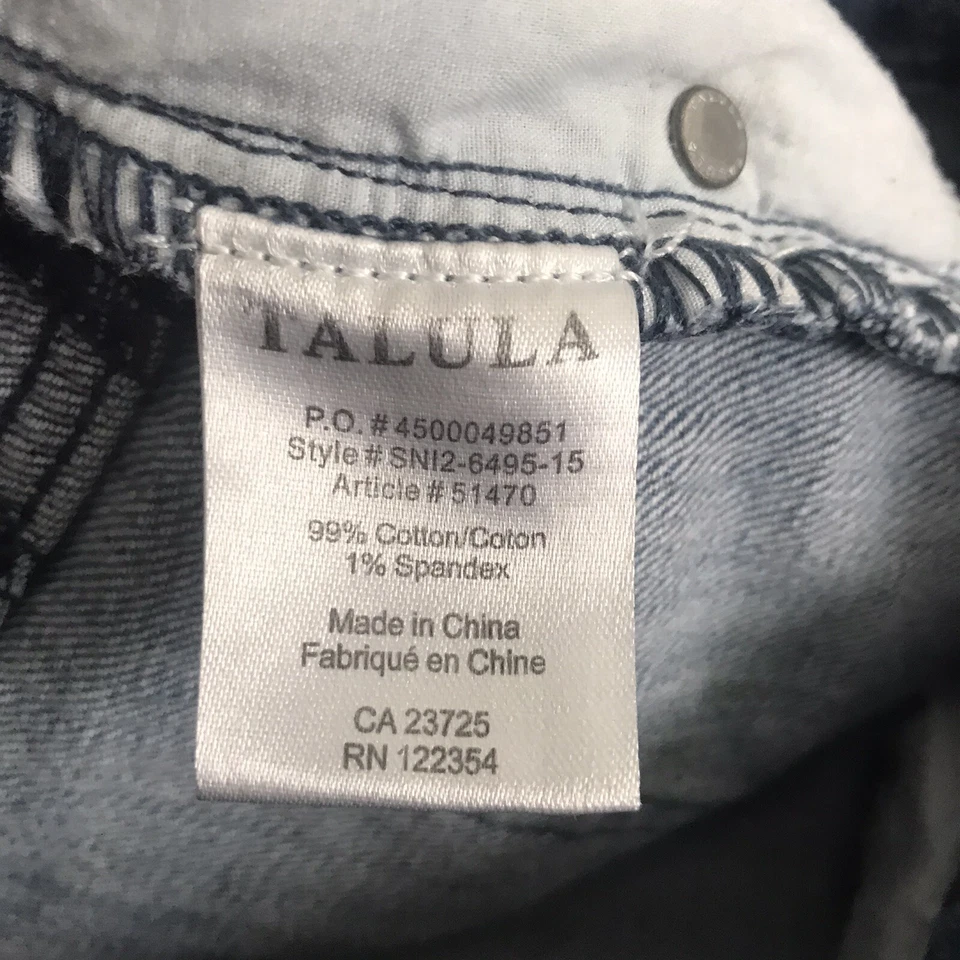 TALULA
P.O. # 4500049851
Style # SNI2-6495-15
Article # 51470
99% Cotton/Coton
1% Spandex
Made in China
Fabriqué en Chine
CA 23725
RN 122354